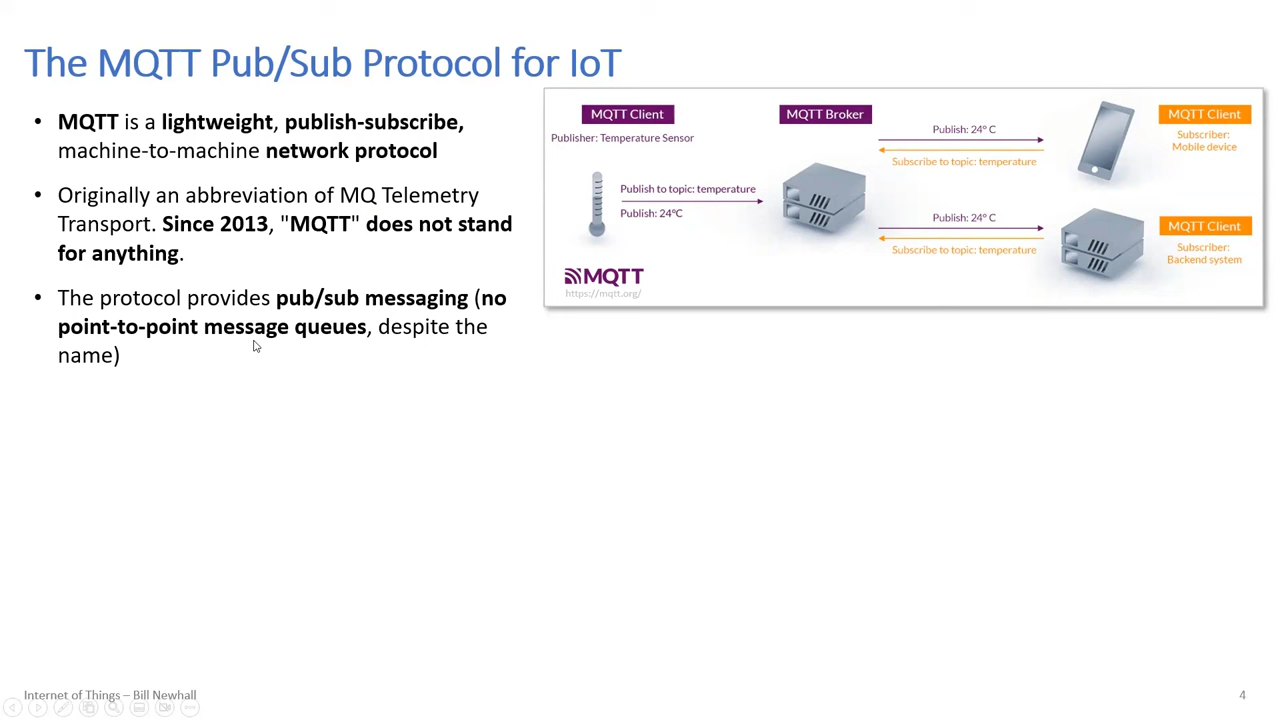 The MQTT Pub/Sub Protocol for IoT
• MQTT is a lightweight, publish-subscribe,
machine-to-machine network protocol
• Originally an abbreviation of MQ Telemetry
Transport. Since 2013, "MQTT" does not stand
for anything.
• The protocol provides pub/sub messaging (no
point-to-point message queues, despite the
name)
MQTT Client
Publisher: Temperature Sensor
Publish to topic: temperature
Publish: 24°C
MQTT
https://mqtt.org/
MQTT Broker
Publish: 24° C
Subscribe to topic: temperature
Publish: 24° C
Subscribe to topic: temperature
MQTT Client
Subscriber:
Mobile device
MQTT Client
Subscriber:
Backend system
Internet of Things – Bill Newhall
4